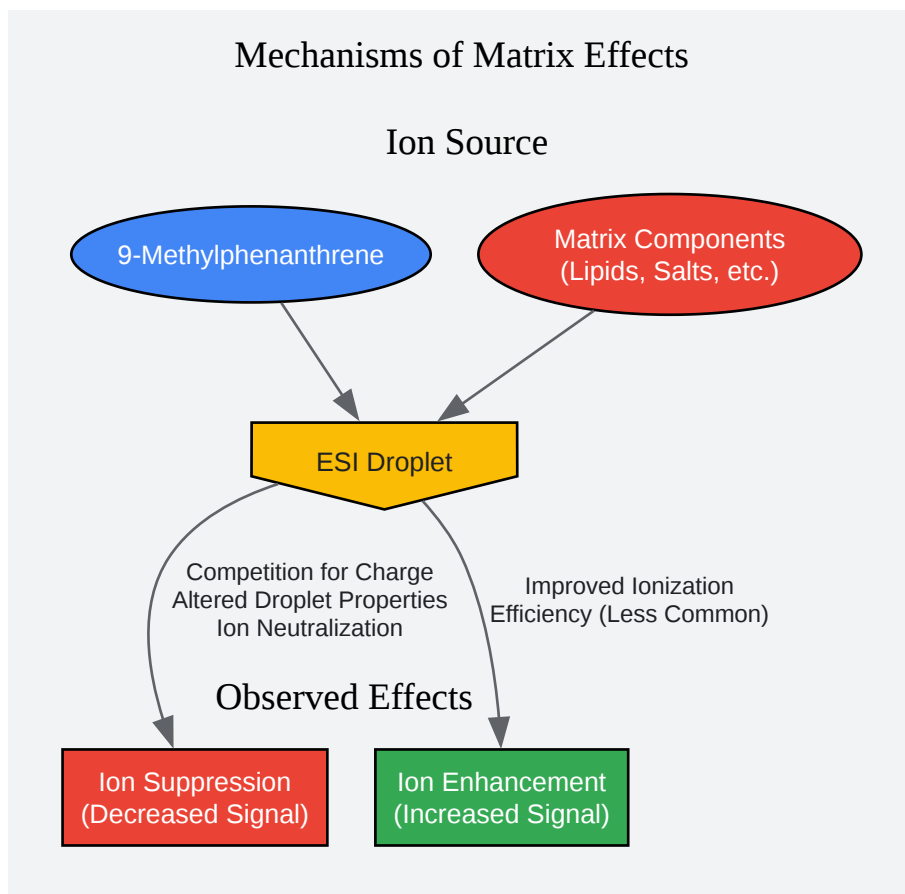 Mechanisms of Matrix Effects
Ion Source
9-Methylphenanthrene
Matrix Components
(Lipids, Salts, etc.)
ESI Droplet
Competition for Charge
Altered Droplet Properties
Ion Neutralization
Improved Ionization
Efficiency (Less Common)
Observed Effects
Ion Suppression
(Decreased Signal)
Ion Enhancement
(Increased Signal)